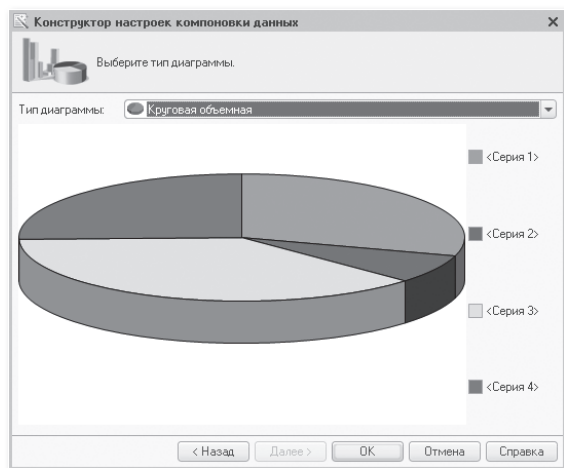 Конструктор настроек компоновки данных
Выберите тип диаграммы.
Тип диаграммы: Круговая объемная
<Серия 1>
<Серия 2>
<Серия 3>
<Серия 4>
< Назад Далее > OK Отмена Справка